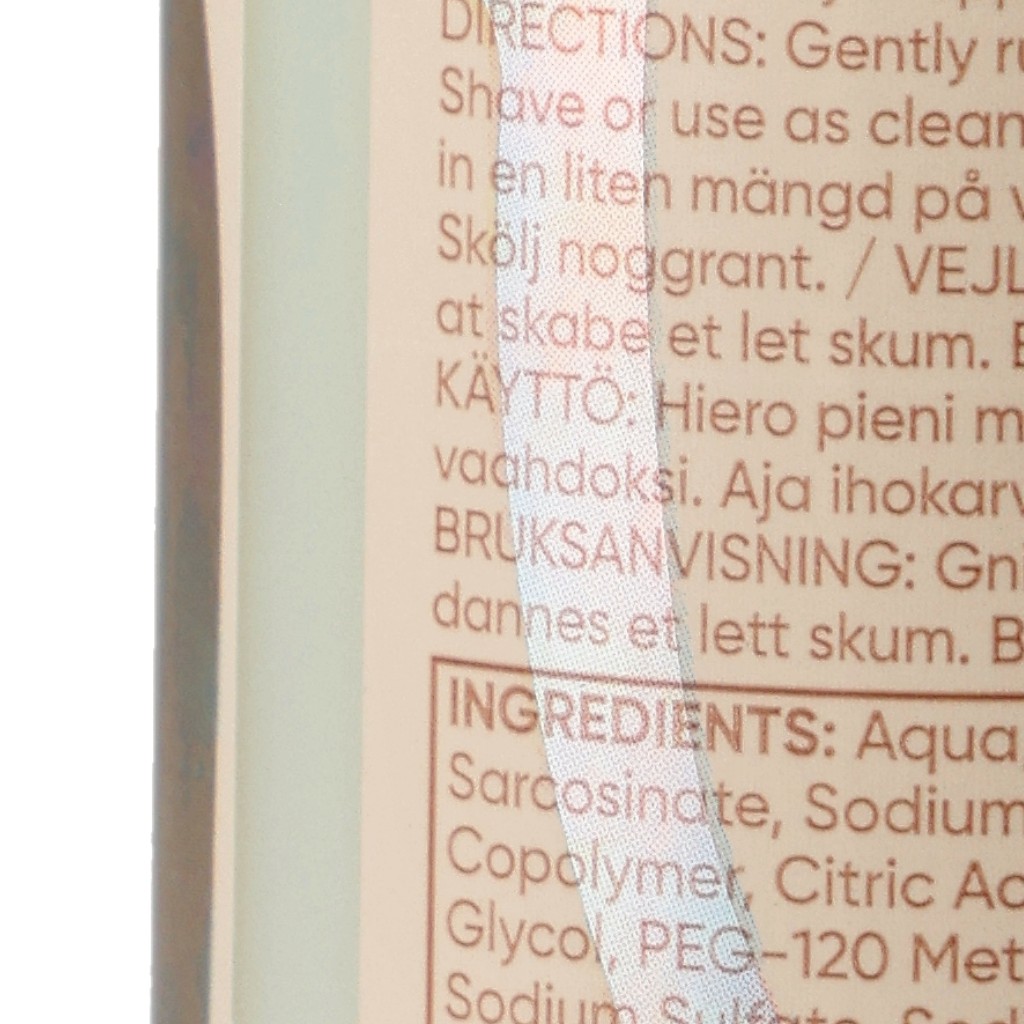 DIRECTIONS: Gently
Shave or use as clean
in en liten mängd på
Skölj noggrant. / VEJL
at skabe et let skum.
KÄYTTÖ: Hiero pieni
vaahdoksi. Aja ihokarv
BRUKSANVISNING: Gni
dannes et lett skum. B
INGREDIENTS: Aqua,
Sarcosinate, Sodium
Copolymer, Citric Ac
Glycol, PEG-120 Met
Sodium Sulfate,